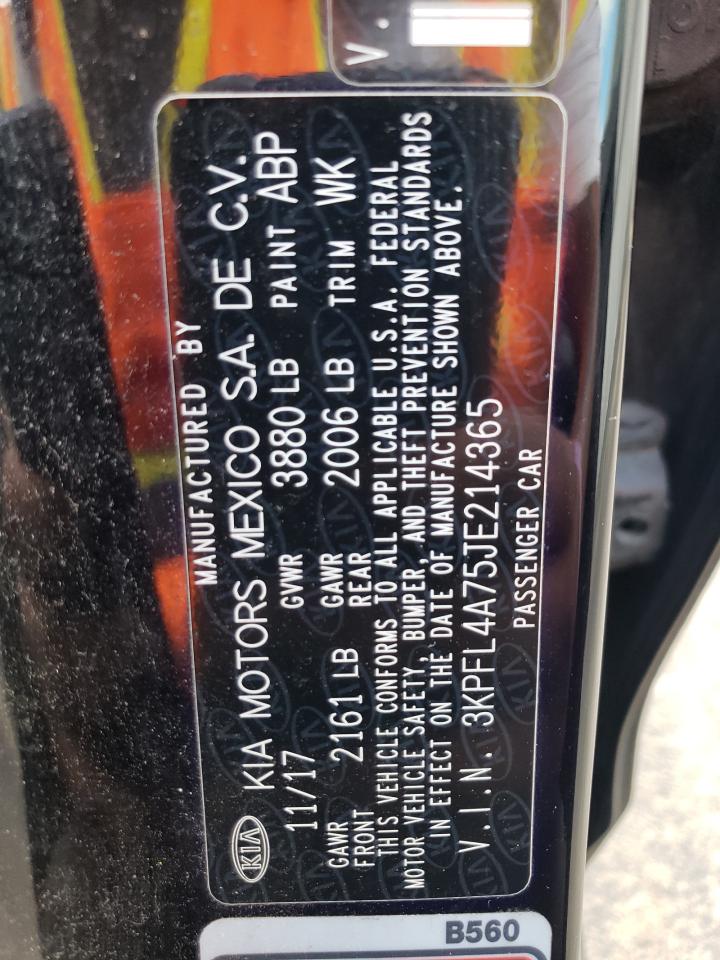 V.
MANUFACTURED BY
KIA KIA MOTORS MEXICO S.A. DE C.V.
11/17 GVWR 3880 LB PAINT ABP
GAWR FRONT 2161 LB GAWR REAR 2006 LB TRIM WK
THIS VEHICLE CONFORMS TO ALL APPLICABLE U.S.A. FEDERAL
MOTOR VEHICLE SAFETY, BUMPER, AND THEFT PREVENTION STANDARDS
IN EFFECT ON THE DATE OF MANUFACTURE SHOWN ABOVE.
V.I.N. 3KPFL4A75JE214365
PASSENGER CAR
B560